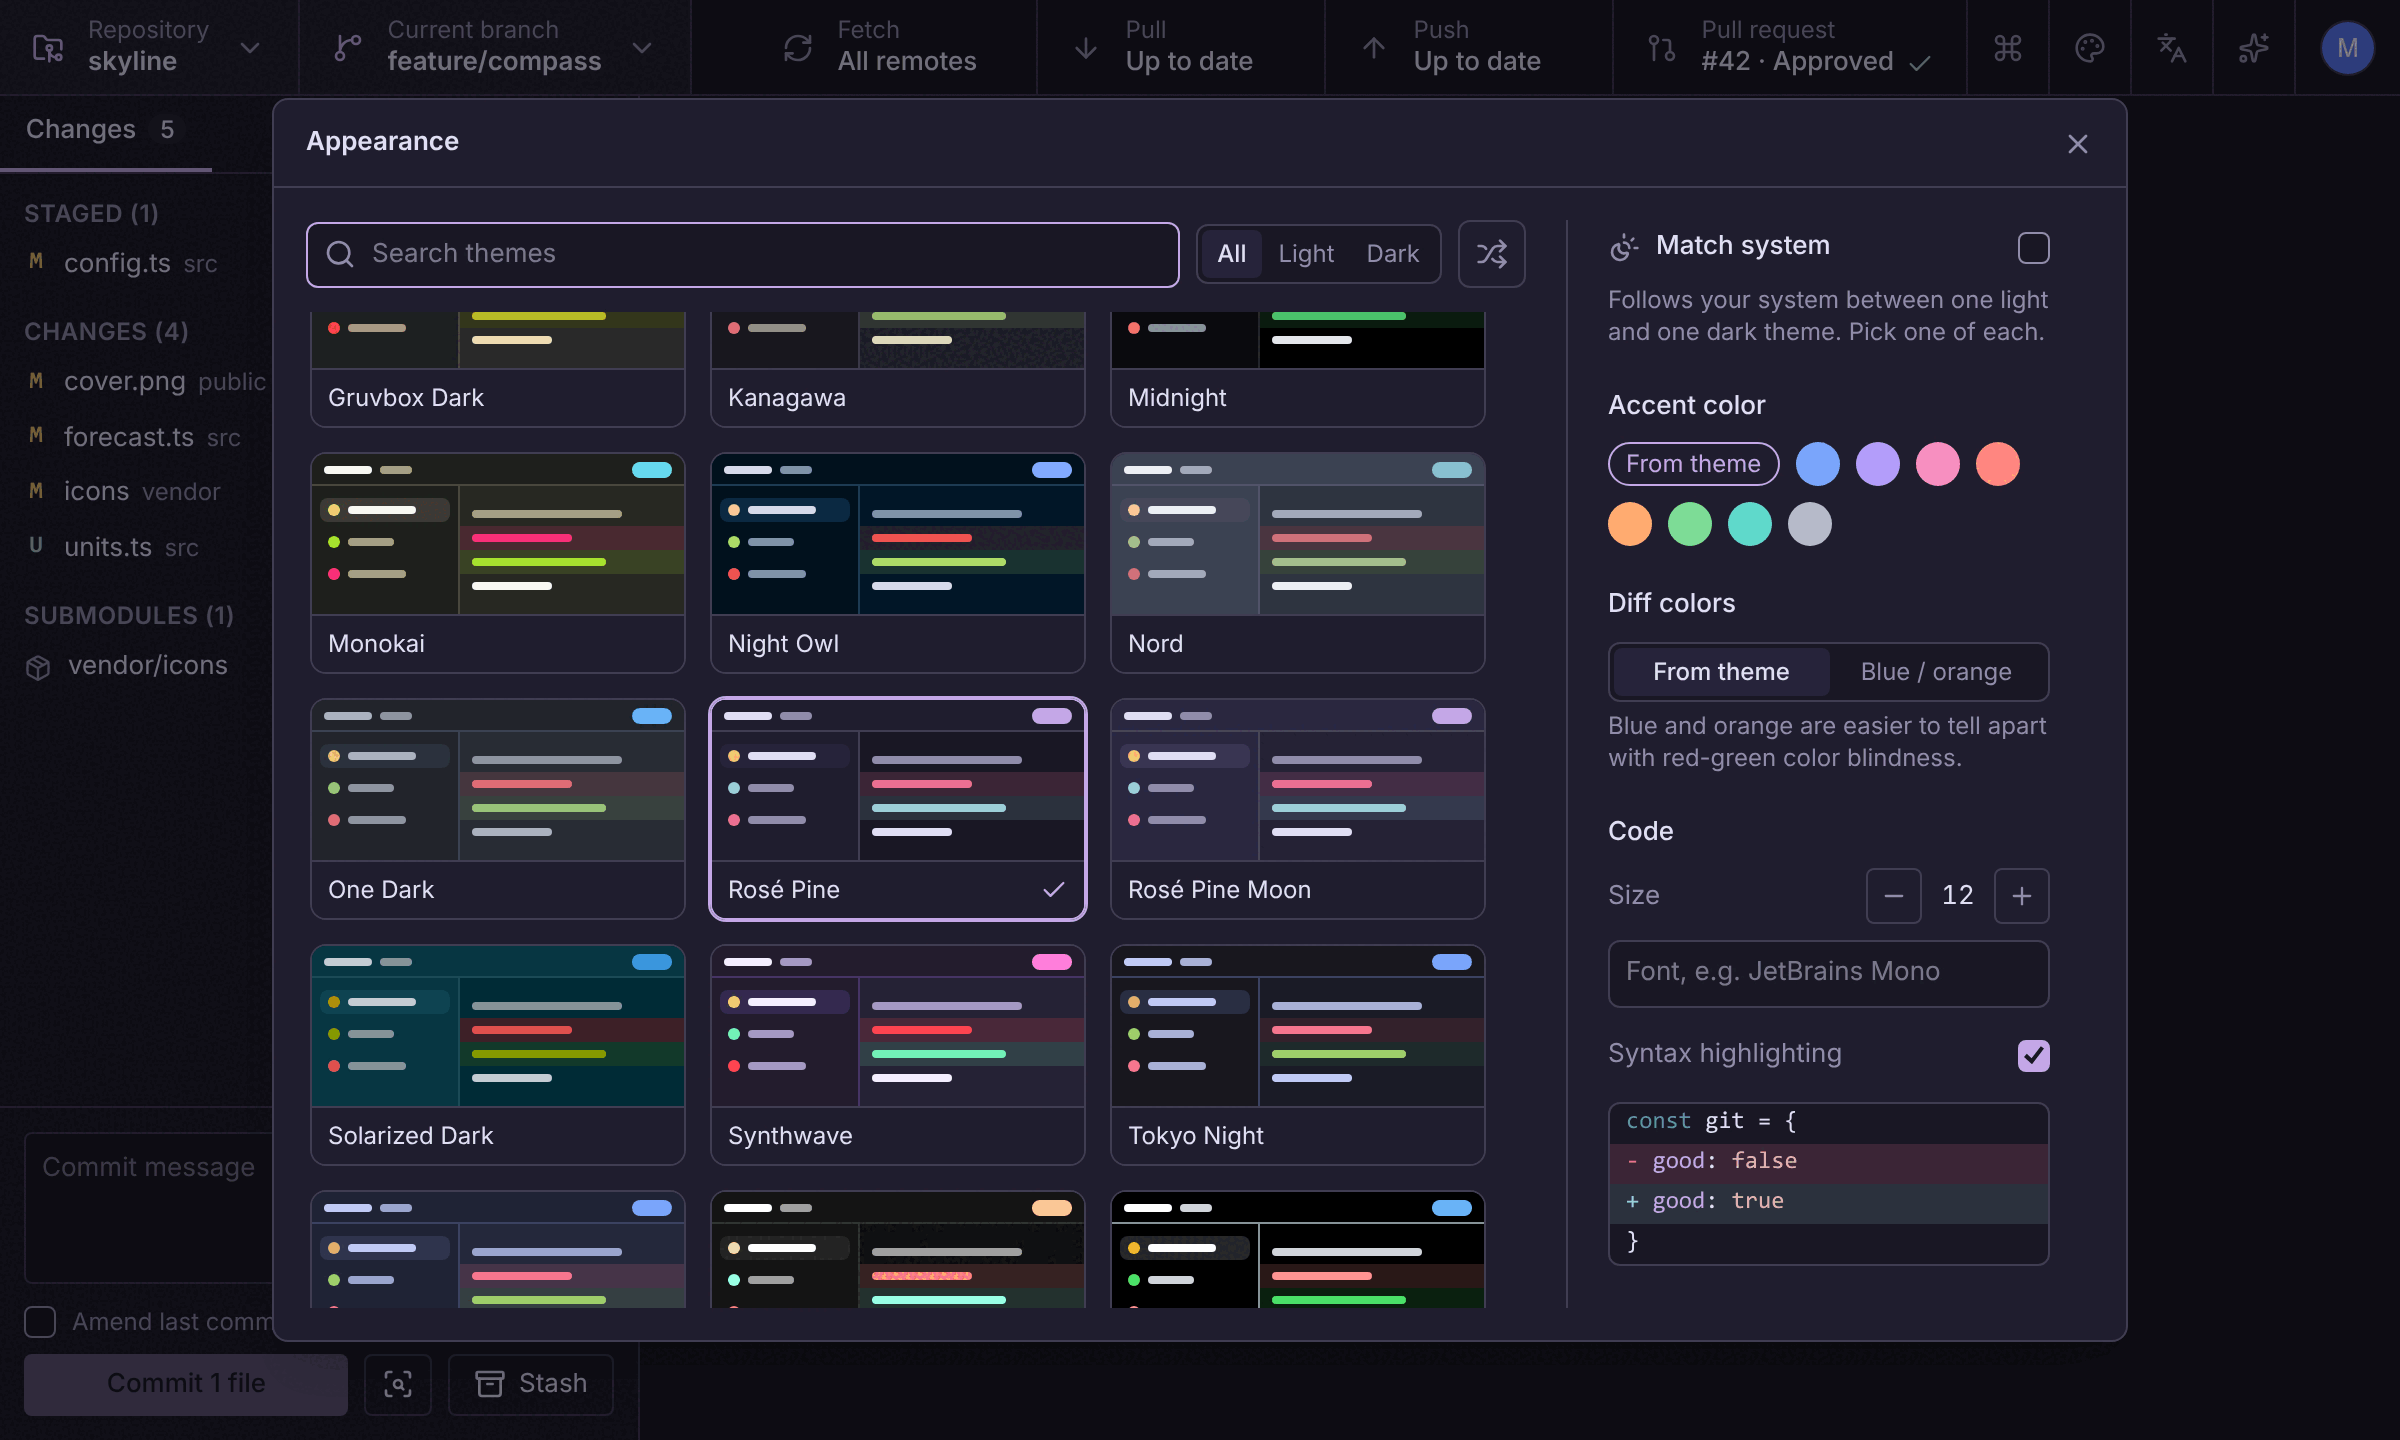 Repository
skyline
Current branch
feature/compass
Fetch
All remotes
Pull
Up to date
Push
Up to date
Pull request
#42 · Approved
M
Changes 5
STAGED (1)
M config.ts src
CHANGES (4)
M cover.png public
M forecast.ts src
M icons vendor
U units.ts src
SUBMODULES (1)
vendor/icons
Commit message
Amend last comm
Commit 1 file
Stash
Appearance
Search themes
All Light Dark
Gruvbox Dark
Kanagawa
Midnight
Monokai
Night Owl
Nord
One Dark
Rosé Pine
Rosé Pine Moon
Solarized Dark
Synthwave
Tokyo Night
Match system
Follows your system between one light
and one dark theme. Pick one of each.
Accent color
From theme
Diff colors
From theme Blue / orange
Blue and orange are easier to tell apart
with red-green color blindness.
Code
Size − 12 +
Font, e.g. JetBrains Mono
Syntax highlighting
const git = {
- good: false
+ good: true
}